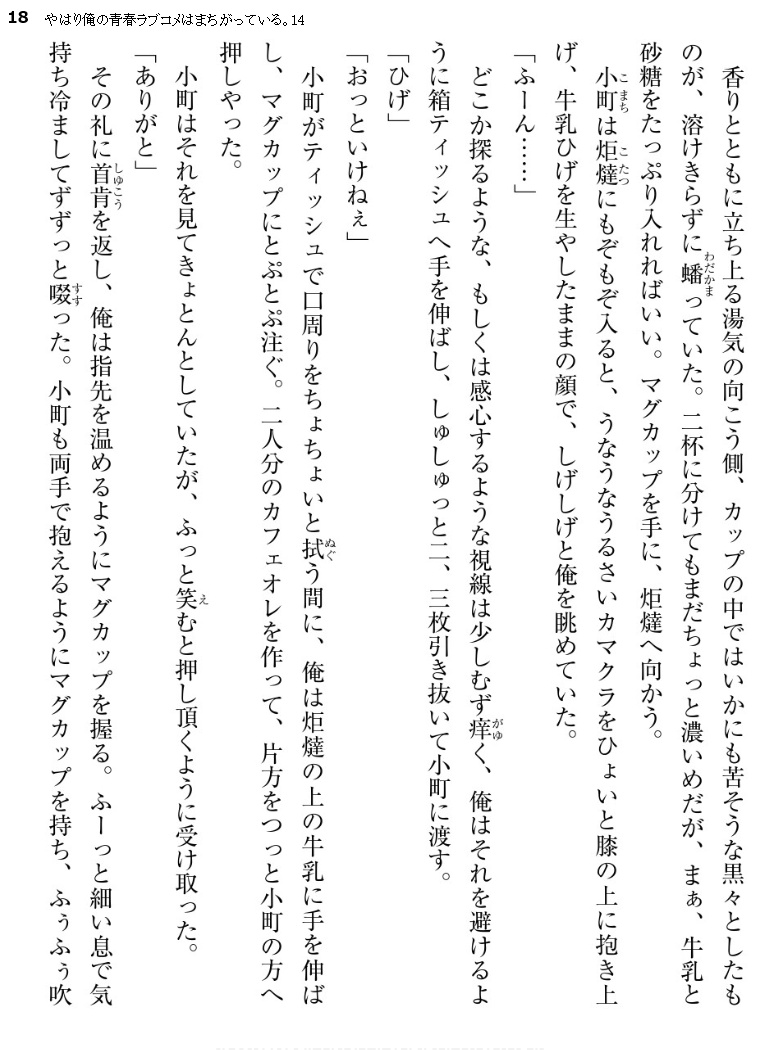 18 やはり俺の青春ラブコメはまちがっている。14
香りとともに立ち上る湯気の向こう側、カップの中ではいかにも苦そうな黒々としたも
のが、溶けきらずに蟠っていた。二杯に分けてもまだちょっと濃いめだが、まぁ、牛乳と
砂糖をたっぷり入れればいい。マグカップを手に、炬燵へ向かう。
小町は炬燵にもぞもぞ入ると、うなうなうるさいカマクラをひょいと膝の上に抱き上
げ、牛乳ひげを生やしたままの顔で、しげしげと俺を眺めていた。
「ふーん……」
どこか探るような、もしくは感心するような視線は少しむず痒く、俺はそれを避けるよ
うに箱ティッシュへ手を伸ばし、しゅしゅっと二、三枚引き抜いて小町に渡す。
「ひげ」
「おっといけねぇ」
小町がティッシュで口周りをちょちょいと拭う間に、俺は炬燵の上の牛乳に手を伸ば
し、マグカップにとぷとぷ注ぐ。二人分のカフェオレを作って、片方をつっと小町の方へ
押しやった。
小町はそれを見てきょとんとしていたが、ふっと笑むと押し頂くように受け取った。
「ありがと」
その礼に首肯を返し、俺は指先を温めるようにマグカップを握る。ふーっと細い息で気
持ち冷ましてずずっと啜った。小町も両手で抱えるようにマグカップを持ち、ふぅふぅ吹